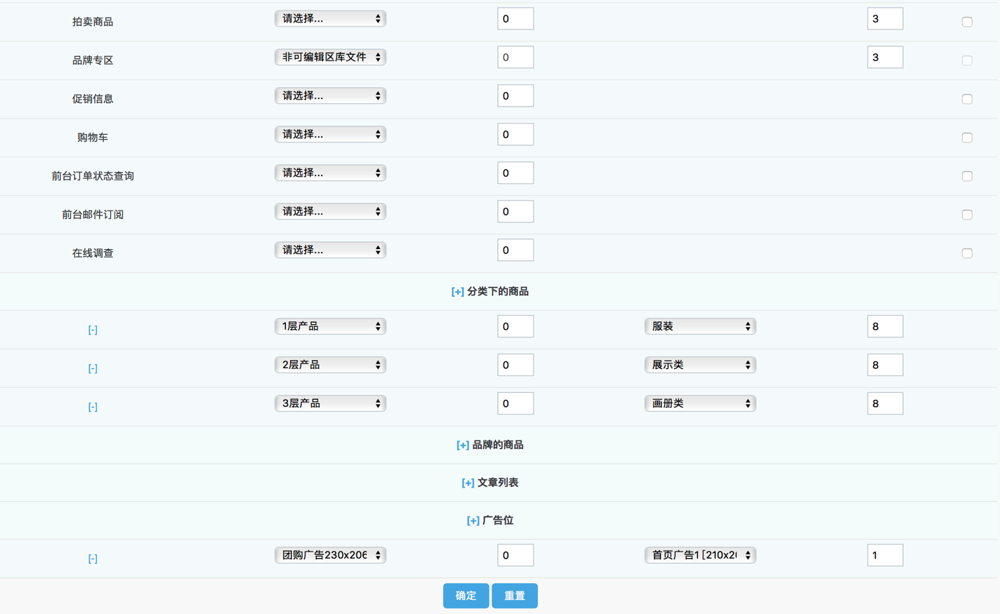 拍卖商品 请选择... 0 3
品牌专区 非可编辑区库文件 0 3
促销信息 请选择... 0
购物车 请选择... 0
前台订单状态查询 请选择... 0
前台邮件订阅 请选择... 0
在线调查 请选择... 0
[+] 分类下的商品
[-] 1层产品 0 服装 8
[-] 2层产品 0 展示类 8
[-] 3层产品 0 画册类 8
[+] 品牌的商品
[+] 文章列表
[+] 广告位
[-] 团购广告230x206 0 首页广告1 [210x2 1
确定 重置